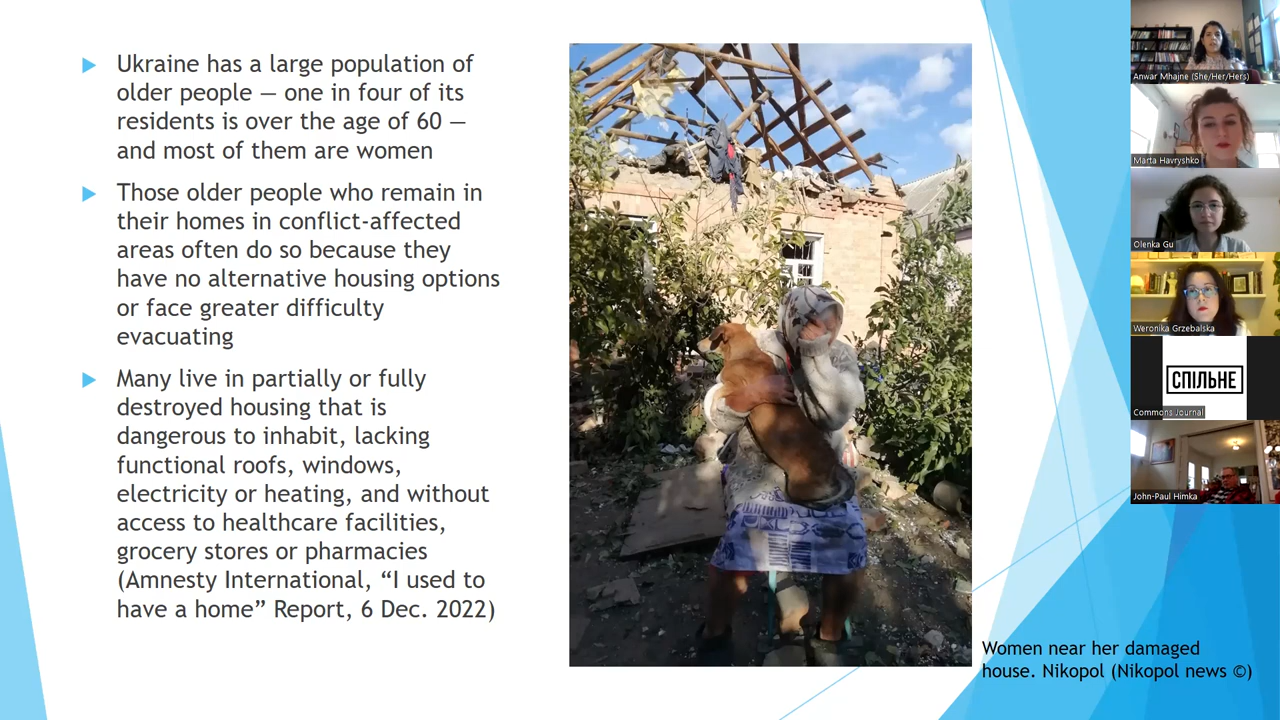 Ukraine has a large population of
older people — one in four of its
residents is over the age of 60 —
and most of them are women
Those older people who remain in
their homes in conflict-affected
areas often do so because they
have no alternative housing options
or face greater difficulty
evacuating
Many live in partially or fully
destroyed housing that is
dangerous to inhabit, lacking
functional roofs, windows,
electricity or heating, and without
access to healthcare facilities,
grocery stores or pharmacies
(Amnesty International, “I used to
have a home” Report, 6 Dec. 2022)
Women near her damaged
house. Nikopol (Nikopol news ©)
Anwar Mhajne (She/Her/Hers)
Marta Havryshko
Olenka Gu
Weronika Grzebalska
СПІЛЬНЕ
Commons Journal
John-Paul Himka